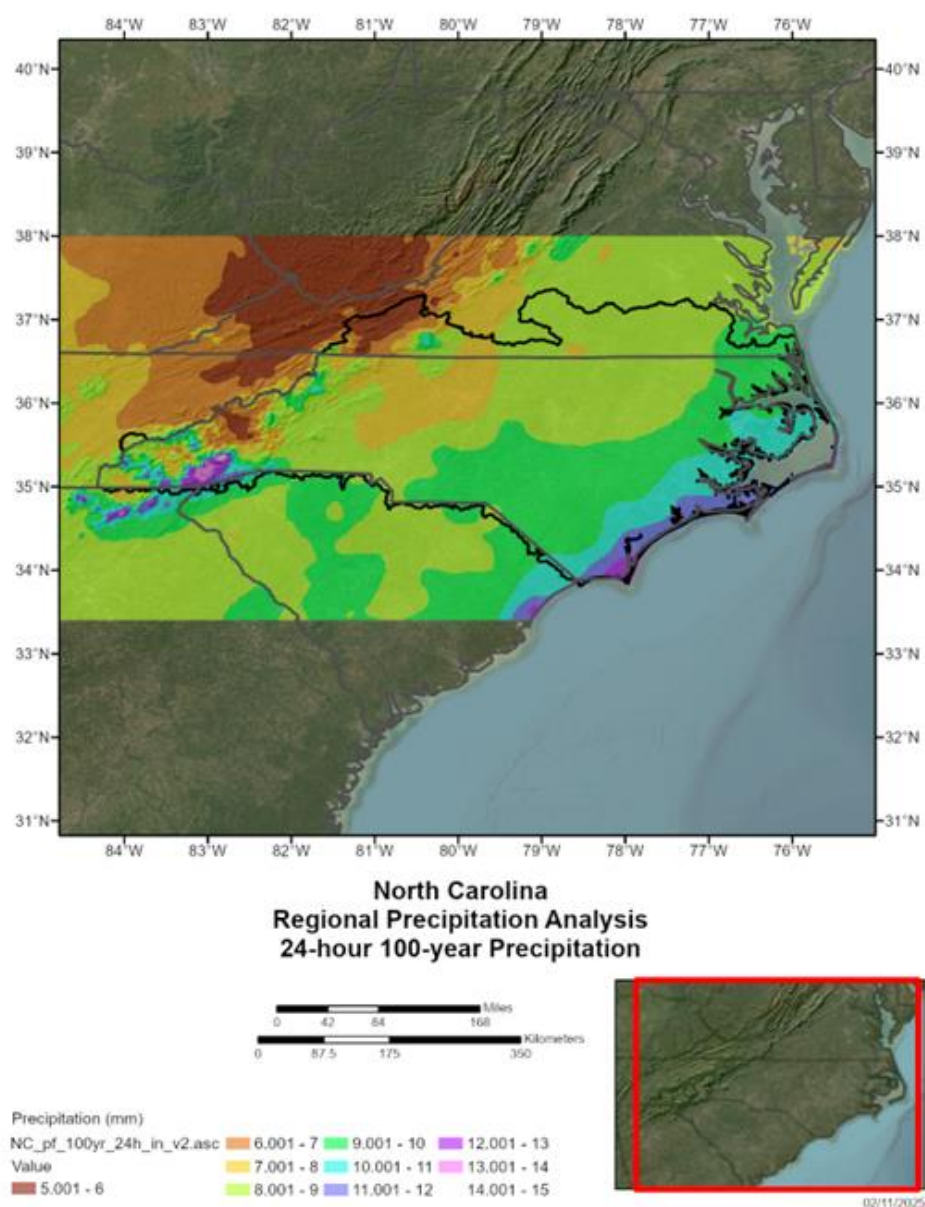 84°W 83°W 82°W 81°W 80°W 79°W 78°W 77°W 76°W
40°N 40°N
39°N 39°N
38°N 38°N
37°N 37°N
36°N 36°N
35°N 35°N
34°N 34°N
33°N 33°N
32°N 32°N
31°N 31°N
84°W 83°W 82°W 81°W 80°W 79°W 78°W 77°W 76°W
North Carolina
Regional Precipitation Analysis
24-hour 100-year Precipitation
Miles
0 42 84 168
Kilometers
0 87.5 175 350
Precipitation (mm)
NC_pf_100yr_24h_in_v2.asc 6.001 - 7 9.001 - 10 12.001 - 13
Value 7.001 - 8 10.001 - 11 13.001 - 14
5.001 - 6 8.001 - 9 11.001 - 12 14.001 - 15
02/11/2025